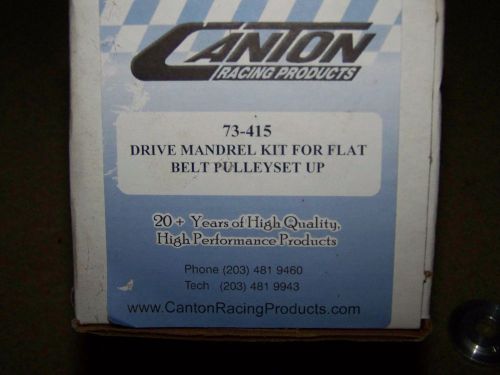 CANTON
RACING PRODUCTS
73-415
DRIVE MANDREL KIT FOR FLAT
BELT PULLEYSET UP
20+ Years of High Quality,
High Performance Products
Phone (203) 481 9460
Tech (203) 481 9943
www.CantonRacingProducts.com